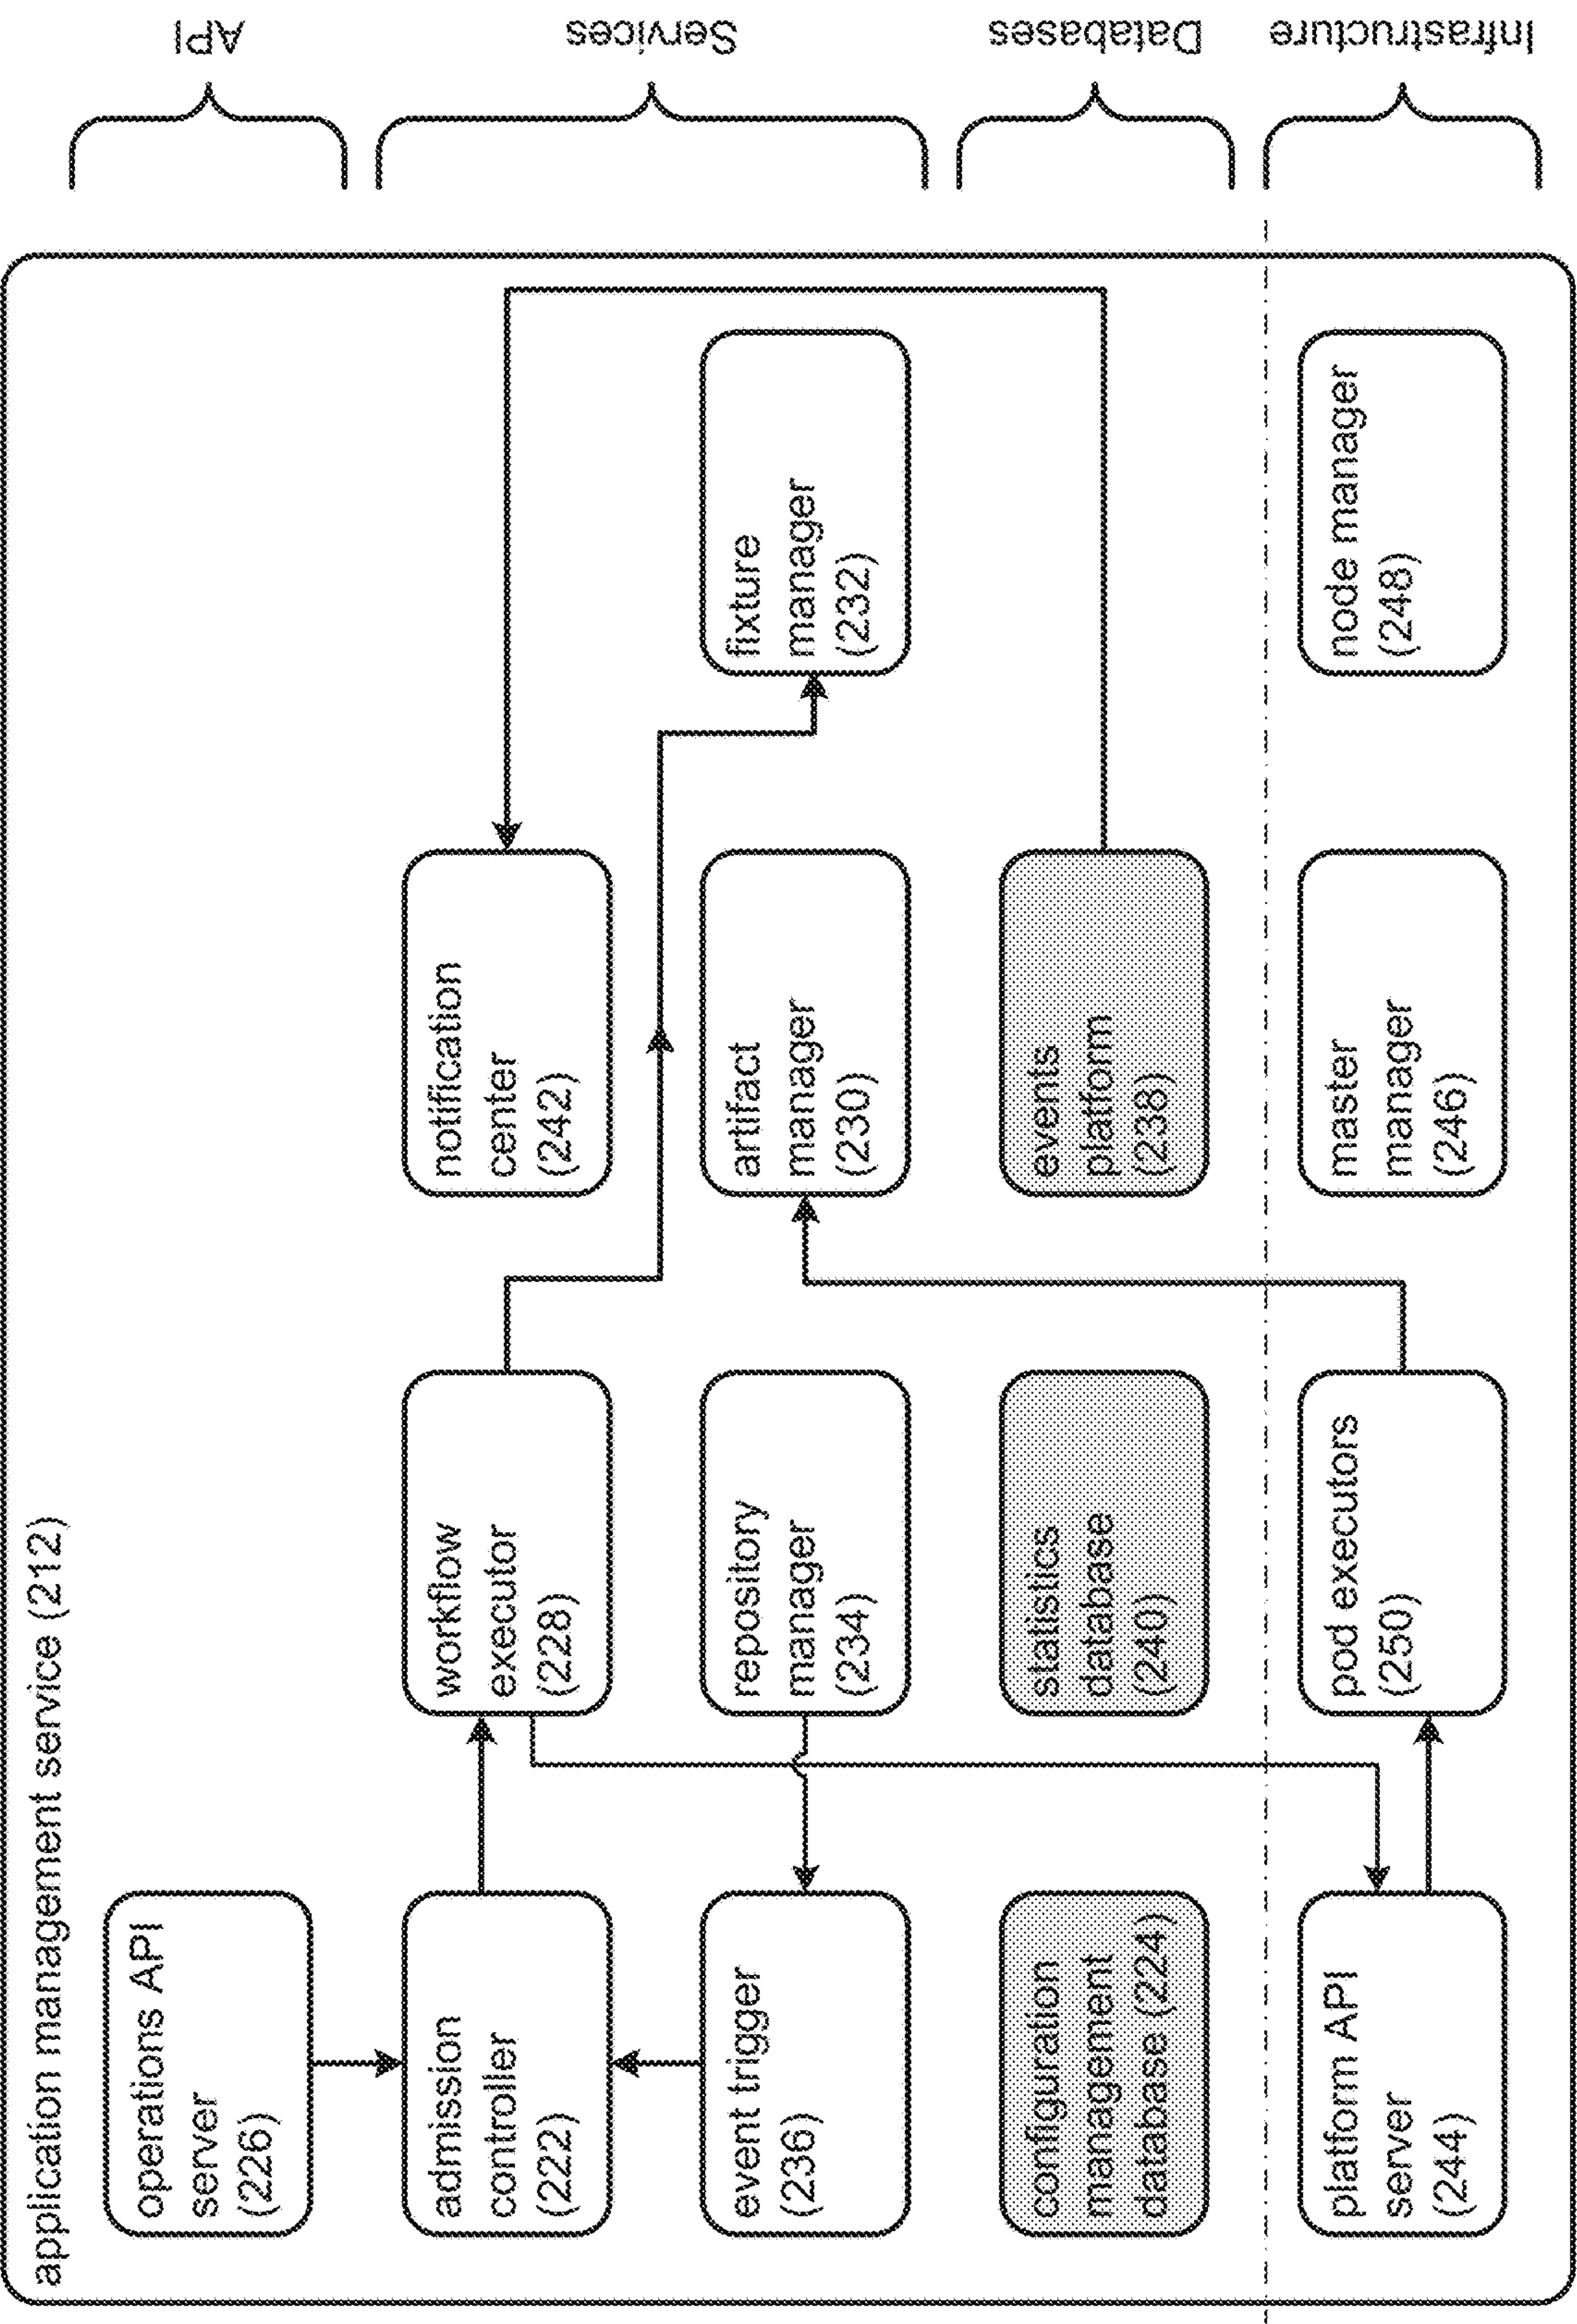 application management service (212)
operations API
server
(226)
API
admission
controller
(222)
workflow
executor
(228)
notification
center
(242)
Services
event trigger
(236)
repository
manager
(234)
artifact
manager
(230)
fixture
manager
(232)
configuration
management
database (224)
statistics
database
(240)
events
platform
(238)
Databases
platform API
server
(244)
pod executors
(250)
master
manager
(246)
node manager
(248)
Infrastructure